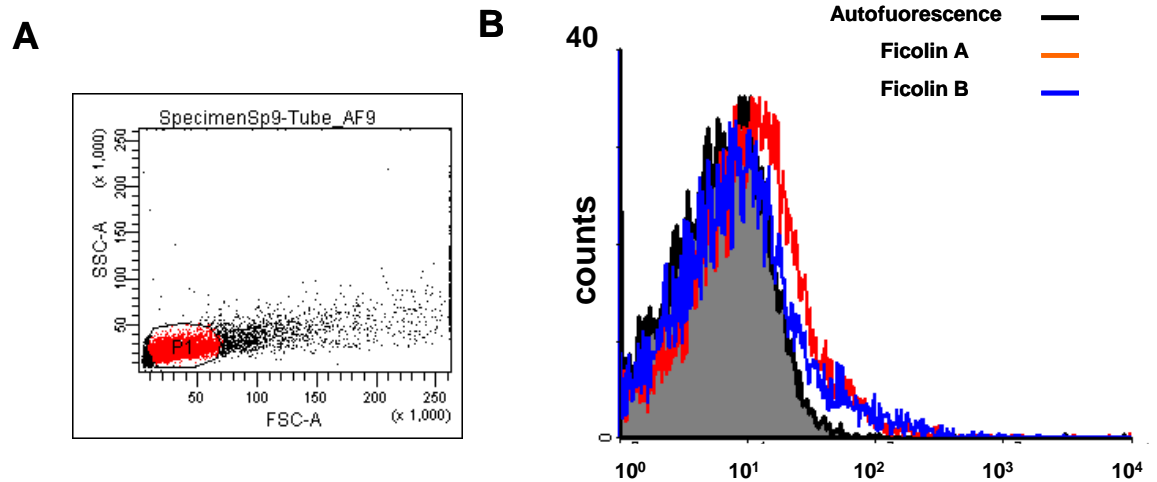 A
SpecimenSp9-Tube_AF9
(x 1,000)
SSC-A
250
200
150
100
50
P1
50 100 150 200 250
FSC-A
(x 1,000)
B
Autofuorescence
Ficolin A
Ficolin B
40
counts
0
10⁰ 10¹ 10² 10³ 10⁴